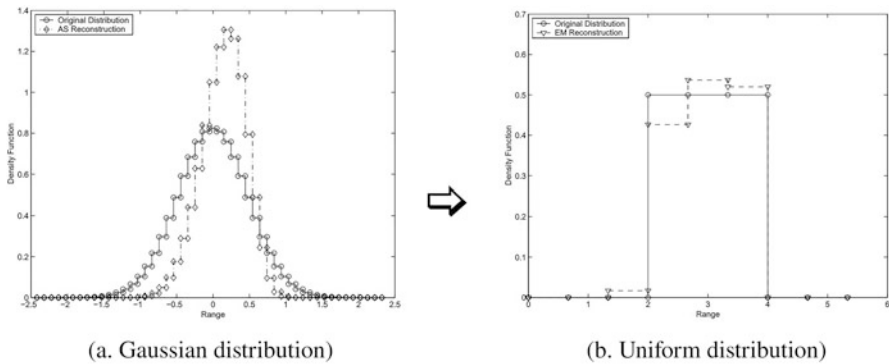 Original Distribution
AS Reconstruction
1.4
1.2
1
0.8
0.6
0.4
0.2
0
Density Function
-2.5 -2 -1.5 -1 -0.5 0 0.5 1 1.5 2 2.5
Range
(a. Gaussian distribution)
Original Distribution
EM Reconstruction
0.7
0.6
0.5
0.4
0.3
0.2
0.1
0
Density Function
0 1 2 3 4 5 6
Range
(b. Uniform distribution)